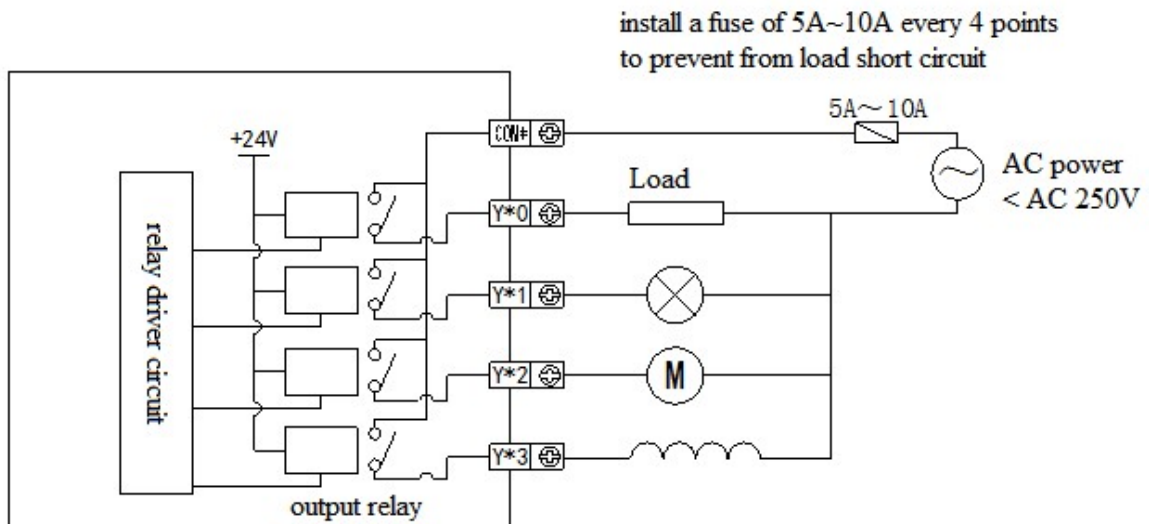 install a fuse of 5A~10A every 4 points
to prevent from load short circuit
5A～10A
+24V
CON*
AC power
< AC 250V
Load
Y*0
relay driver circuit
Y*1
Y*2
M
Y*3
output relay